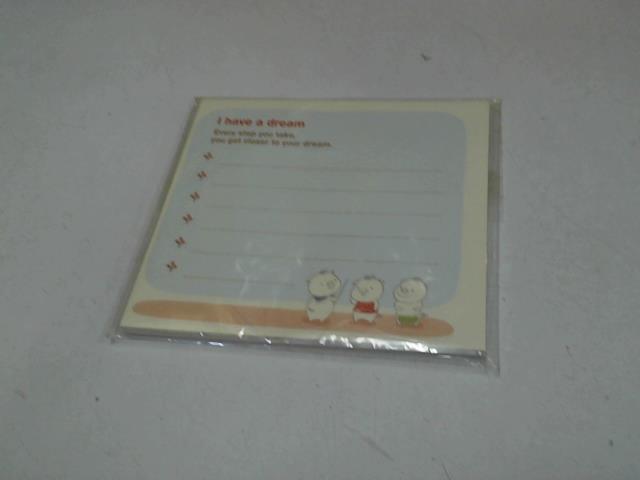 I have a dream
Every step you take,
you get closer to your dream.